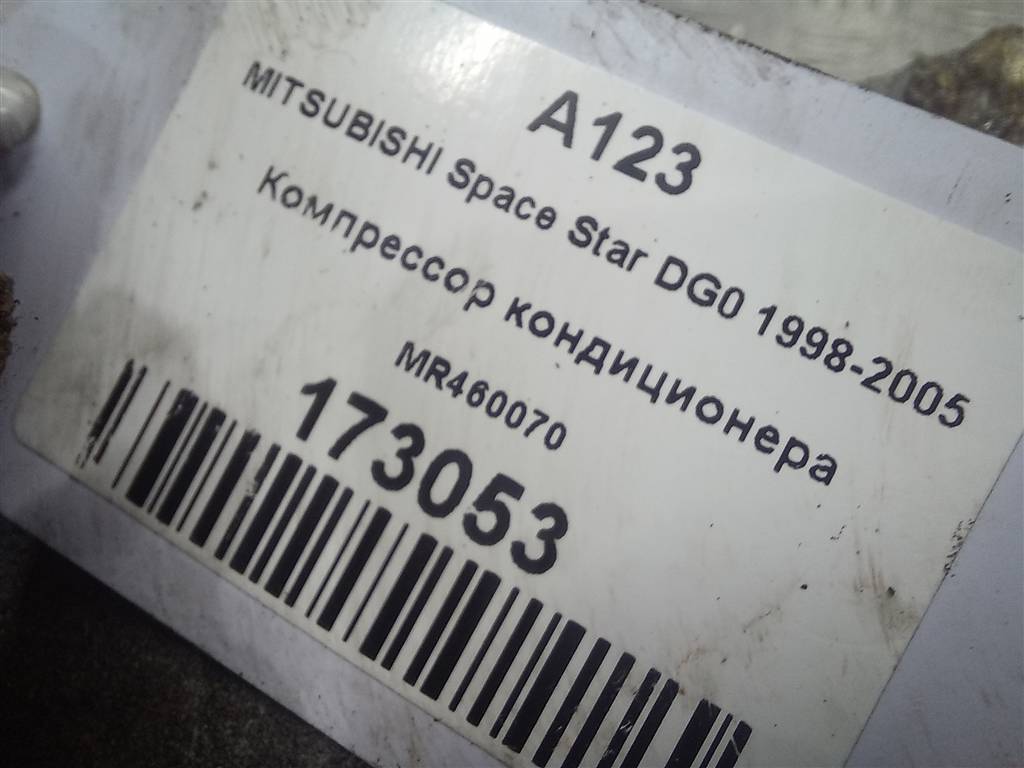 A123
MITSUBISHI Space Star DG0 1998-2005
Компрессор кондиционера
MR460070
173053